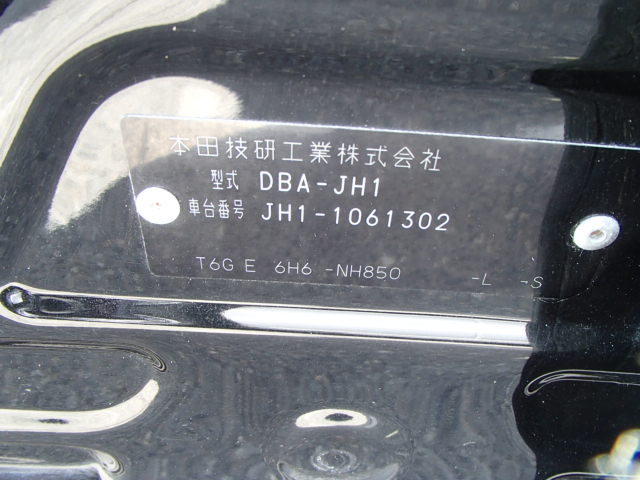 本田技研工業株式会社
型式 DBA-JH1
車台番号 JH1-1061302
T6G E 6H6 -NH850 -L -S